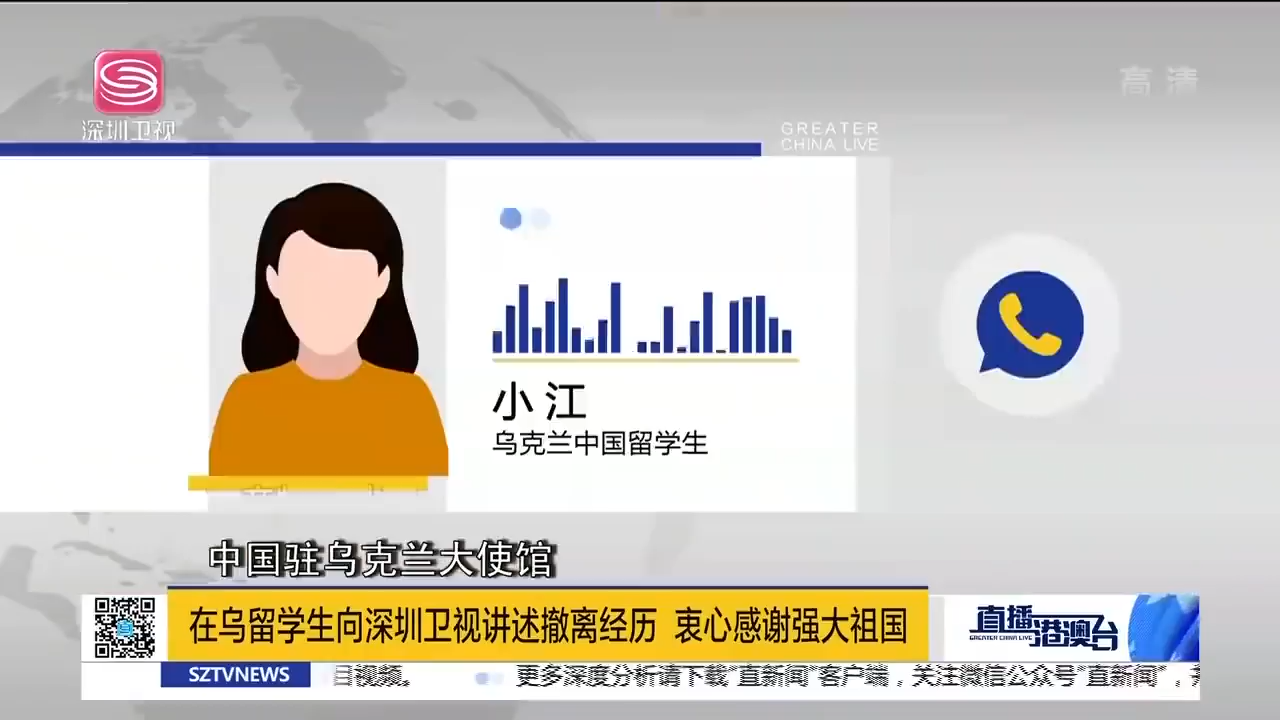 深圳卫视
高清
GREATER
CHINA LIVE
小江
乌克兰中国留学生
中国驻乌克兰大使馆
在乌留学生向深圳卫视讲述撤离经历 衷心感谢强大祖国
直播港澳台
GREATER CHINA LIVE
SZTVNEWS
目视频。 更多深度分析请下载“直新闻”客户端 关注微信公众号“直新闻”,